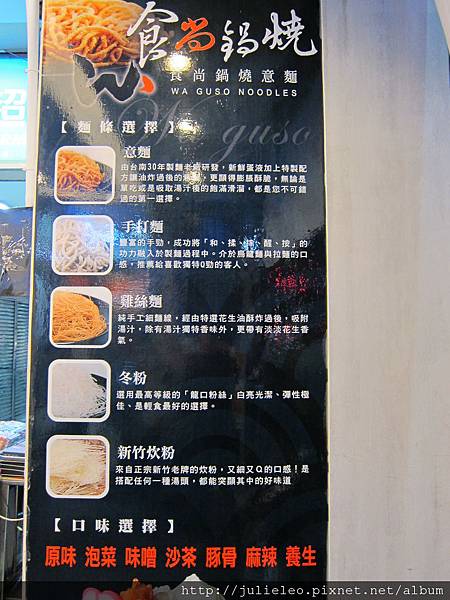 食尚鍋燒
食尚鍋燒意麵
WA GUSO NOODLES
【麵條選擇】
意麵
由台南30年製麵老廠研發,新鮮蛋液加上特製配
方讓油炸過後的意麵,更顯得膨脹酥脆,無論是
單吃或是吸取湯汁後的飽滿滑溜,都是您不可錯
過的第一選擇。
手打麵
豐富的手勁,成功將「和、揉、醒、按」的
功力融入於製麵過程中。介於烏龍麵與拉麵的口
感,推薦給喜歡獨特Q勁的客人。
雞絲麵
純手工細麵線,經由特選花生油酥炸過後,吸附
湯汁,除有湯汁獨特香味外,更帶有淡淡花生香
氣。
冬粉
選用最高等級的「龍口粉絲」白亮光潔、彈性極
佳、是輕食最好的選擇。
新竹炊粉
來自正宗新竹老牌的炊粉,又細又Q的口感!是
搭配任何一種湯頭,都能突顯其中的好味道
【口味選擇】
原味 泡菜 味噌 沙茶 豚骨 麻辣 養生
http://julieleo.pixnet.net/album